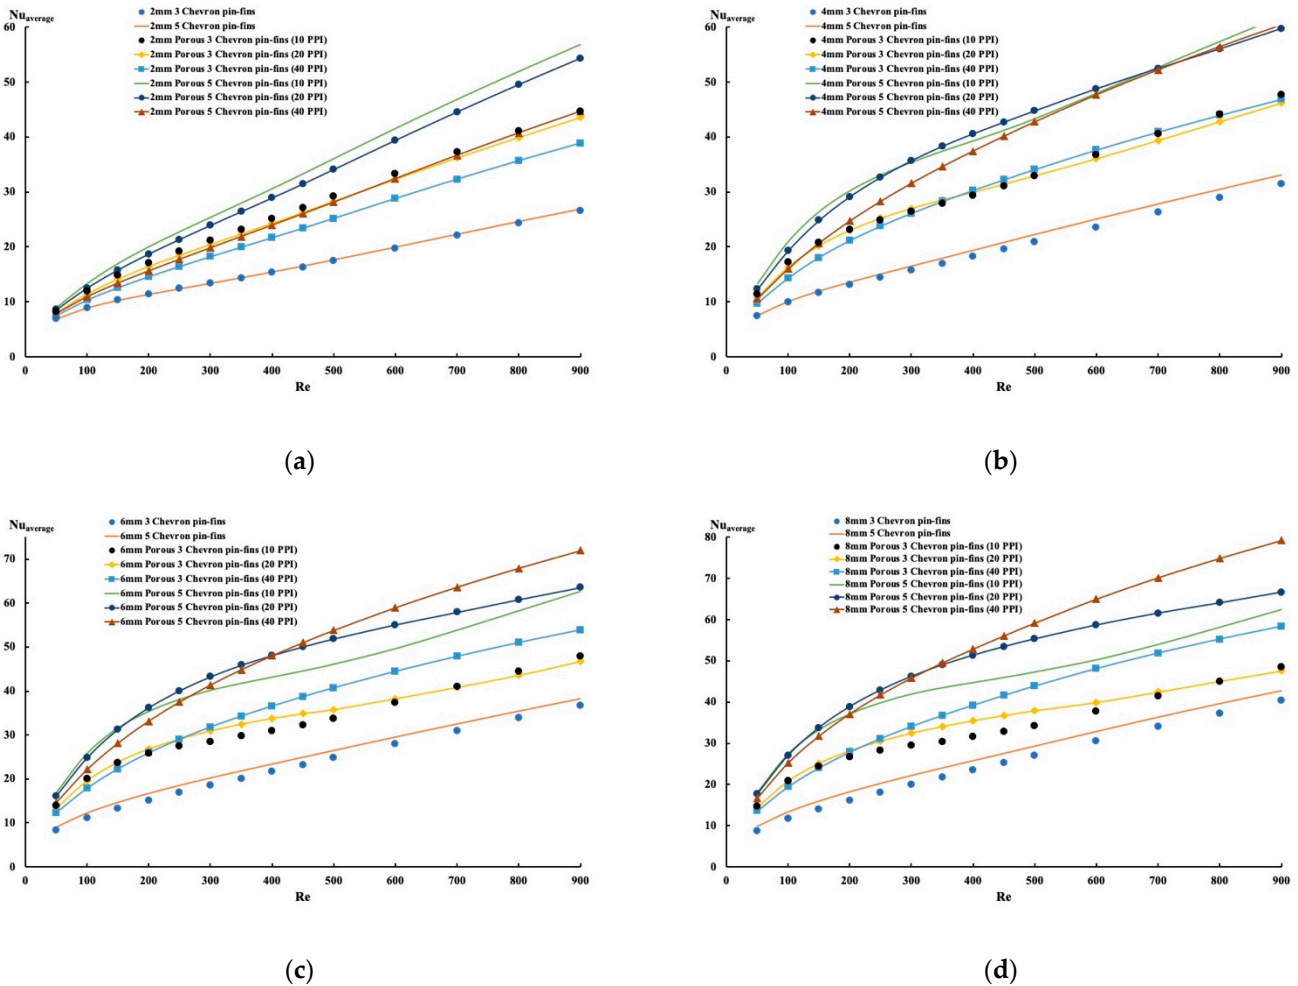 Nu average
2mm 3 Chevron pin-fins
2mm 5 Chevron pin-fins
2mm Porous 3 Chevron pin-fins (10 PPI)
2mm Porous 3 Chevron pin-fins (20 PPI)
2mm Porous 3 Chevron pin-fins (40 PPI)
2mm Porous 5 Chevron pin-fins (10 PPI)
2mm Porous 5 Chevron pin-fins (20 PPI)
2mm Porous 5 Chevron pin-fins (40 PPI)
60
50
40
30
20
10
0
0 100 200 300 400 500 600 700 800 900
Re
(a)
Nu average
4mm 3 Chevron pin-fins
4mm 5 Chevron pin-fins
4mm Porous 3 Chevron pin-fins (10 PPI)
4mm Porous 3 Chevron pin-fins (20 PPI)
4mm Porous 3 Chevron pin-fins (40 PPI)
4mm Porous 5 Chevron pin-fins (10 PPI)
4mm Porous 5 Chevron pin-fins (20 PPI)
4mm Porous 5 Chevron pin-fins (40 PPI)
60
50
40
30
20
10
0
0 100 200 300 400 500 600 700 800 900
Re
(b)
Nu average
6mm 3 Chevron pin-fins
6mm 5 Chevron pin-fins
6mm Porous 3 Chevron pin-fins (10 PPI)
6mm Porous 3 Chevron pin-fins (20 PPI)
6mm Porous 3 Chevron pin-fins (40 PPI)
6mm Porous 5 Chevron pin-fins (10 PPI)
6mm Porous 5 Chevron pin-fins (20 PPI)
6mm Porous 5 Chevron pin-fins (40 PPI)
70
60
50
40
30
20
10
0
0 100 200 300 400 500 600 700 800 900
Re
(c)
Nu average
8mm 3 Chevron pin-fins
8mm 5 Chevron pin-fins
8mm Porous 3 Chevron pin-fins (10 PPI)
8mm Porous 3 Chevron pin-fins (20 PPI)
8mm Porous 3 Chevron pin-fins (40 PPI)
8mm Porous 5 Chevron pin-fins (10 PPI)
8mm Porous 5 Chevron pin-fins (20 PPI)
8mm Porous 5 Chevron pin-fins (40 PPI)
80
70
60
50
40
30
20
10
0
0 100 200 300 400 500 600 700 800 900
Re
(d)